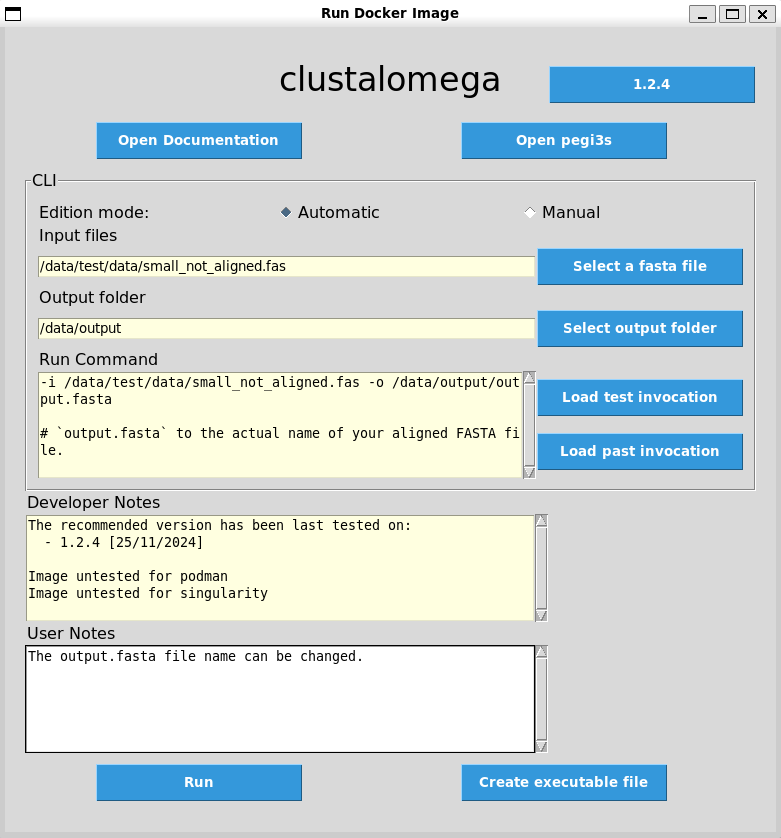 Run Docker Image
clustalomega
1.2.4
Open Documentation
Open pegi3s
CLI
Edition mode:
Automatic
Manual
Input files
/data/test/data/small_not_aligned.fas
Select a fasta file
Output folder
/data/output
Select output folder
Run Command
-i /data/test/data/small_not_aligned.fas -o /data/output/out
put.fasta
# `output.fasta` to the actual name of your aligned FASTA fi
le.
Load test invocation
Load past invocation
Developer Notes
The recommended version has been last tested on:
- 1.2.4 [25/11/2024]
Image untested for podman
Image untested for singularity
User Notes
The output.fasta file name can be changed.
Run
Create executable file